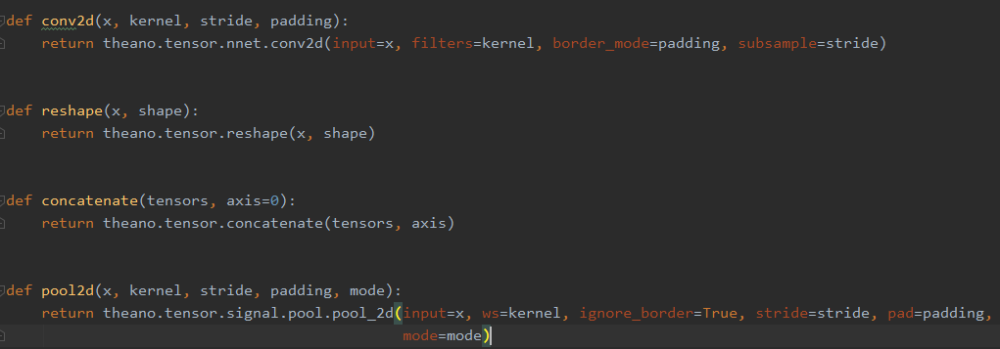 def conv2d(x, kernel, stride, padding):
    return theano.tensor.nnet.conv2d(input=x, filters=kernel, border_mode=padding, subsample=stride)
def reshape(x, shape):
    return theano.tensor.reshape(x, shape)
def concatenate(tensors, axis=0):
    return theano.tensor.concatenate(tensors, axis)
def pool2d(x, kernel, stride, padding, mode):
    return theano.tensor.signal.pool.pool_2d(input=x, ws=kernel, ignore_border=True, stride=stride, pad=padding,
                                             mode=mode)